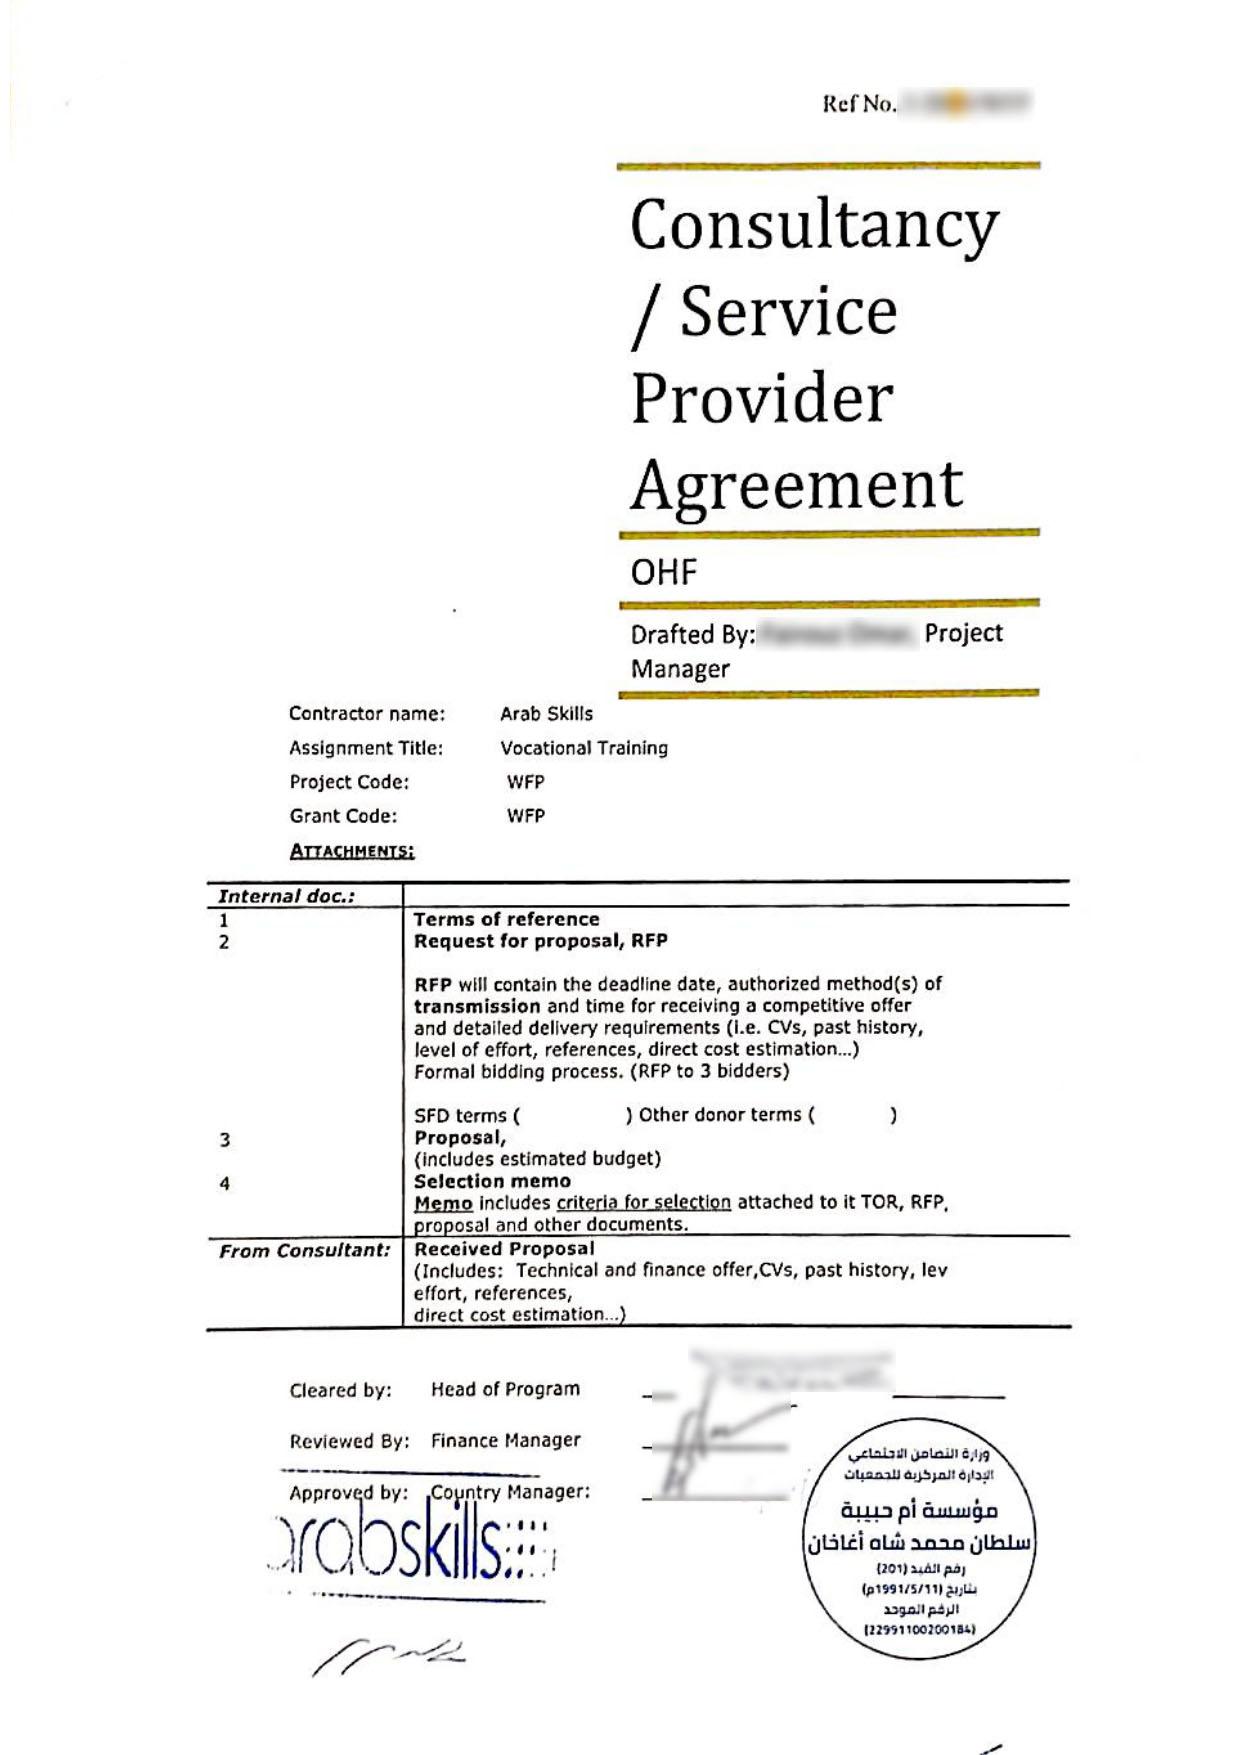 Ref No.
Consultancy
/ Service
Provider
Agreement
OHF
Drafted By: Project
Manager
Contractor name: Arab Skills
Assignment Title: Vocational Training
Project Code: WFP
Grant Code: WFP
ATTACHMENTS:
Internal doc.:
1 Terms of reference
2 Request for proposal, RFP
RFP will contain the deadline date, authorized method(s) of
transmission and time for receiving a competitive offer
and detailed delivery requirements (i.e. CVs, past history,
level of effort, references, direct cost estimation...)
Formal bidding process. (RFP to 3 bidders)
SFD terms ( ) Other donor terms ( )
3 Proposal,
(includes estimated budget)
4 Selection memo
Memo includes criteria for selection attached to it TOR, RFP,
proposal and other documents.
From Consultant: Received Proposal
(Includes: Technical and finance offer,CVs, past history, lev
effort, references,
direct cost estimation...)
Cleared by: Head of Program
Reviewed By: Finance Manager
Approved by: Country Manager:
arabskills
وزارة التضامن الاجتماعي
الإدارة المركزية للجمعيات
مؤسسة أم حبيبة
سلطان محمد شاه أغاخان
رقم القيد (201)
بتاريخ (1991/5/11م)
الرقم الموحد
(22991100200184)